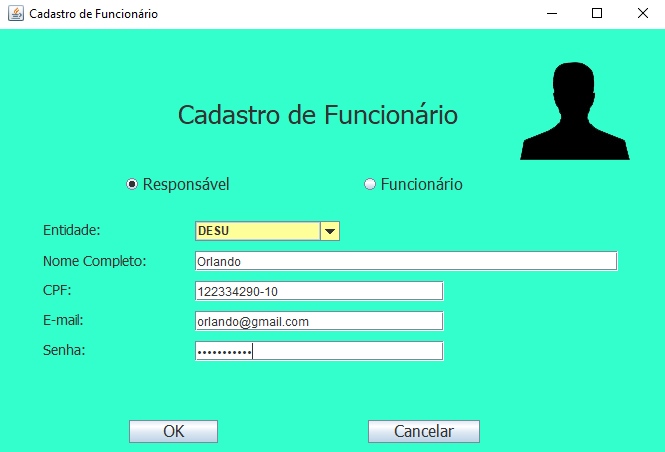 Cadastro de Funcionário
Cadastro de Funcionário
Responsável Funcionário
Entidade: DESU
Nome Completo: Orlando
CPF: 122334290-10
E-mail: orlando@gmail.com
Senha: •••••••••••
OK Cancelar